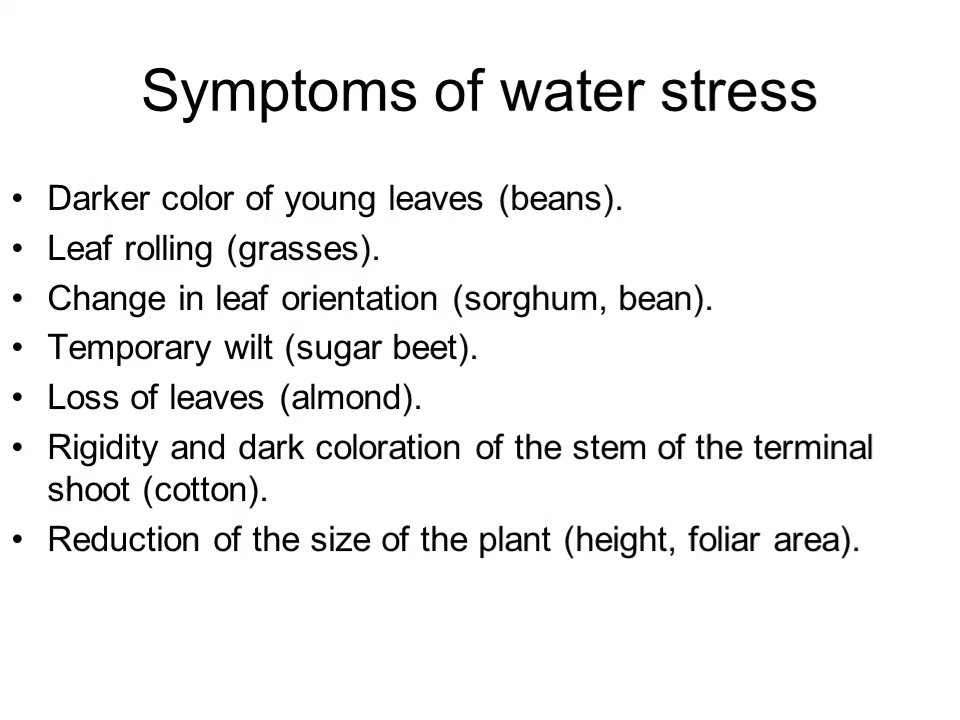 Symptoms of water stress
• Darker color of young leaves (beans).
• Leaf rolling (grasses).
• Change in leaf orientation (sorghum, bean).
• Temporary wilt (sugar beet).
• Loss of leaves (almond).
• Rigidity and dark coloration of the stem of the terminal
shoot (cotton).
• Reduction of the size of the plant (height, foliar area).